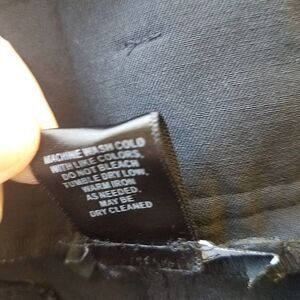 MACHINE WASH COLD
WITH LIKE COLORS.
DO NOT BLEACH
TUMBLE DRY LOW.
WARM IRON
AS NEEDED.
MAY BE
DRY CLEANED